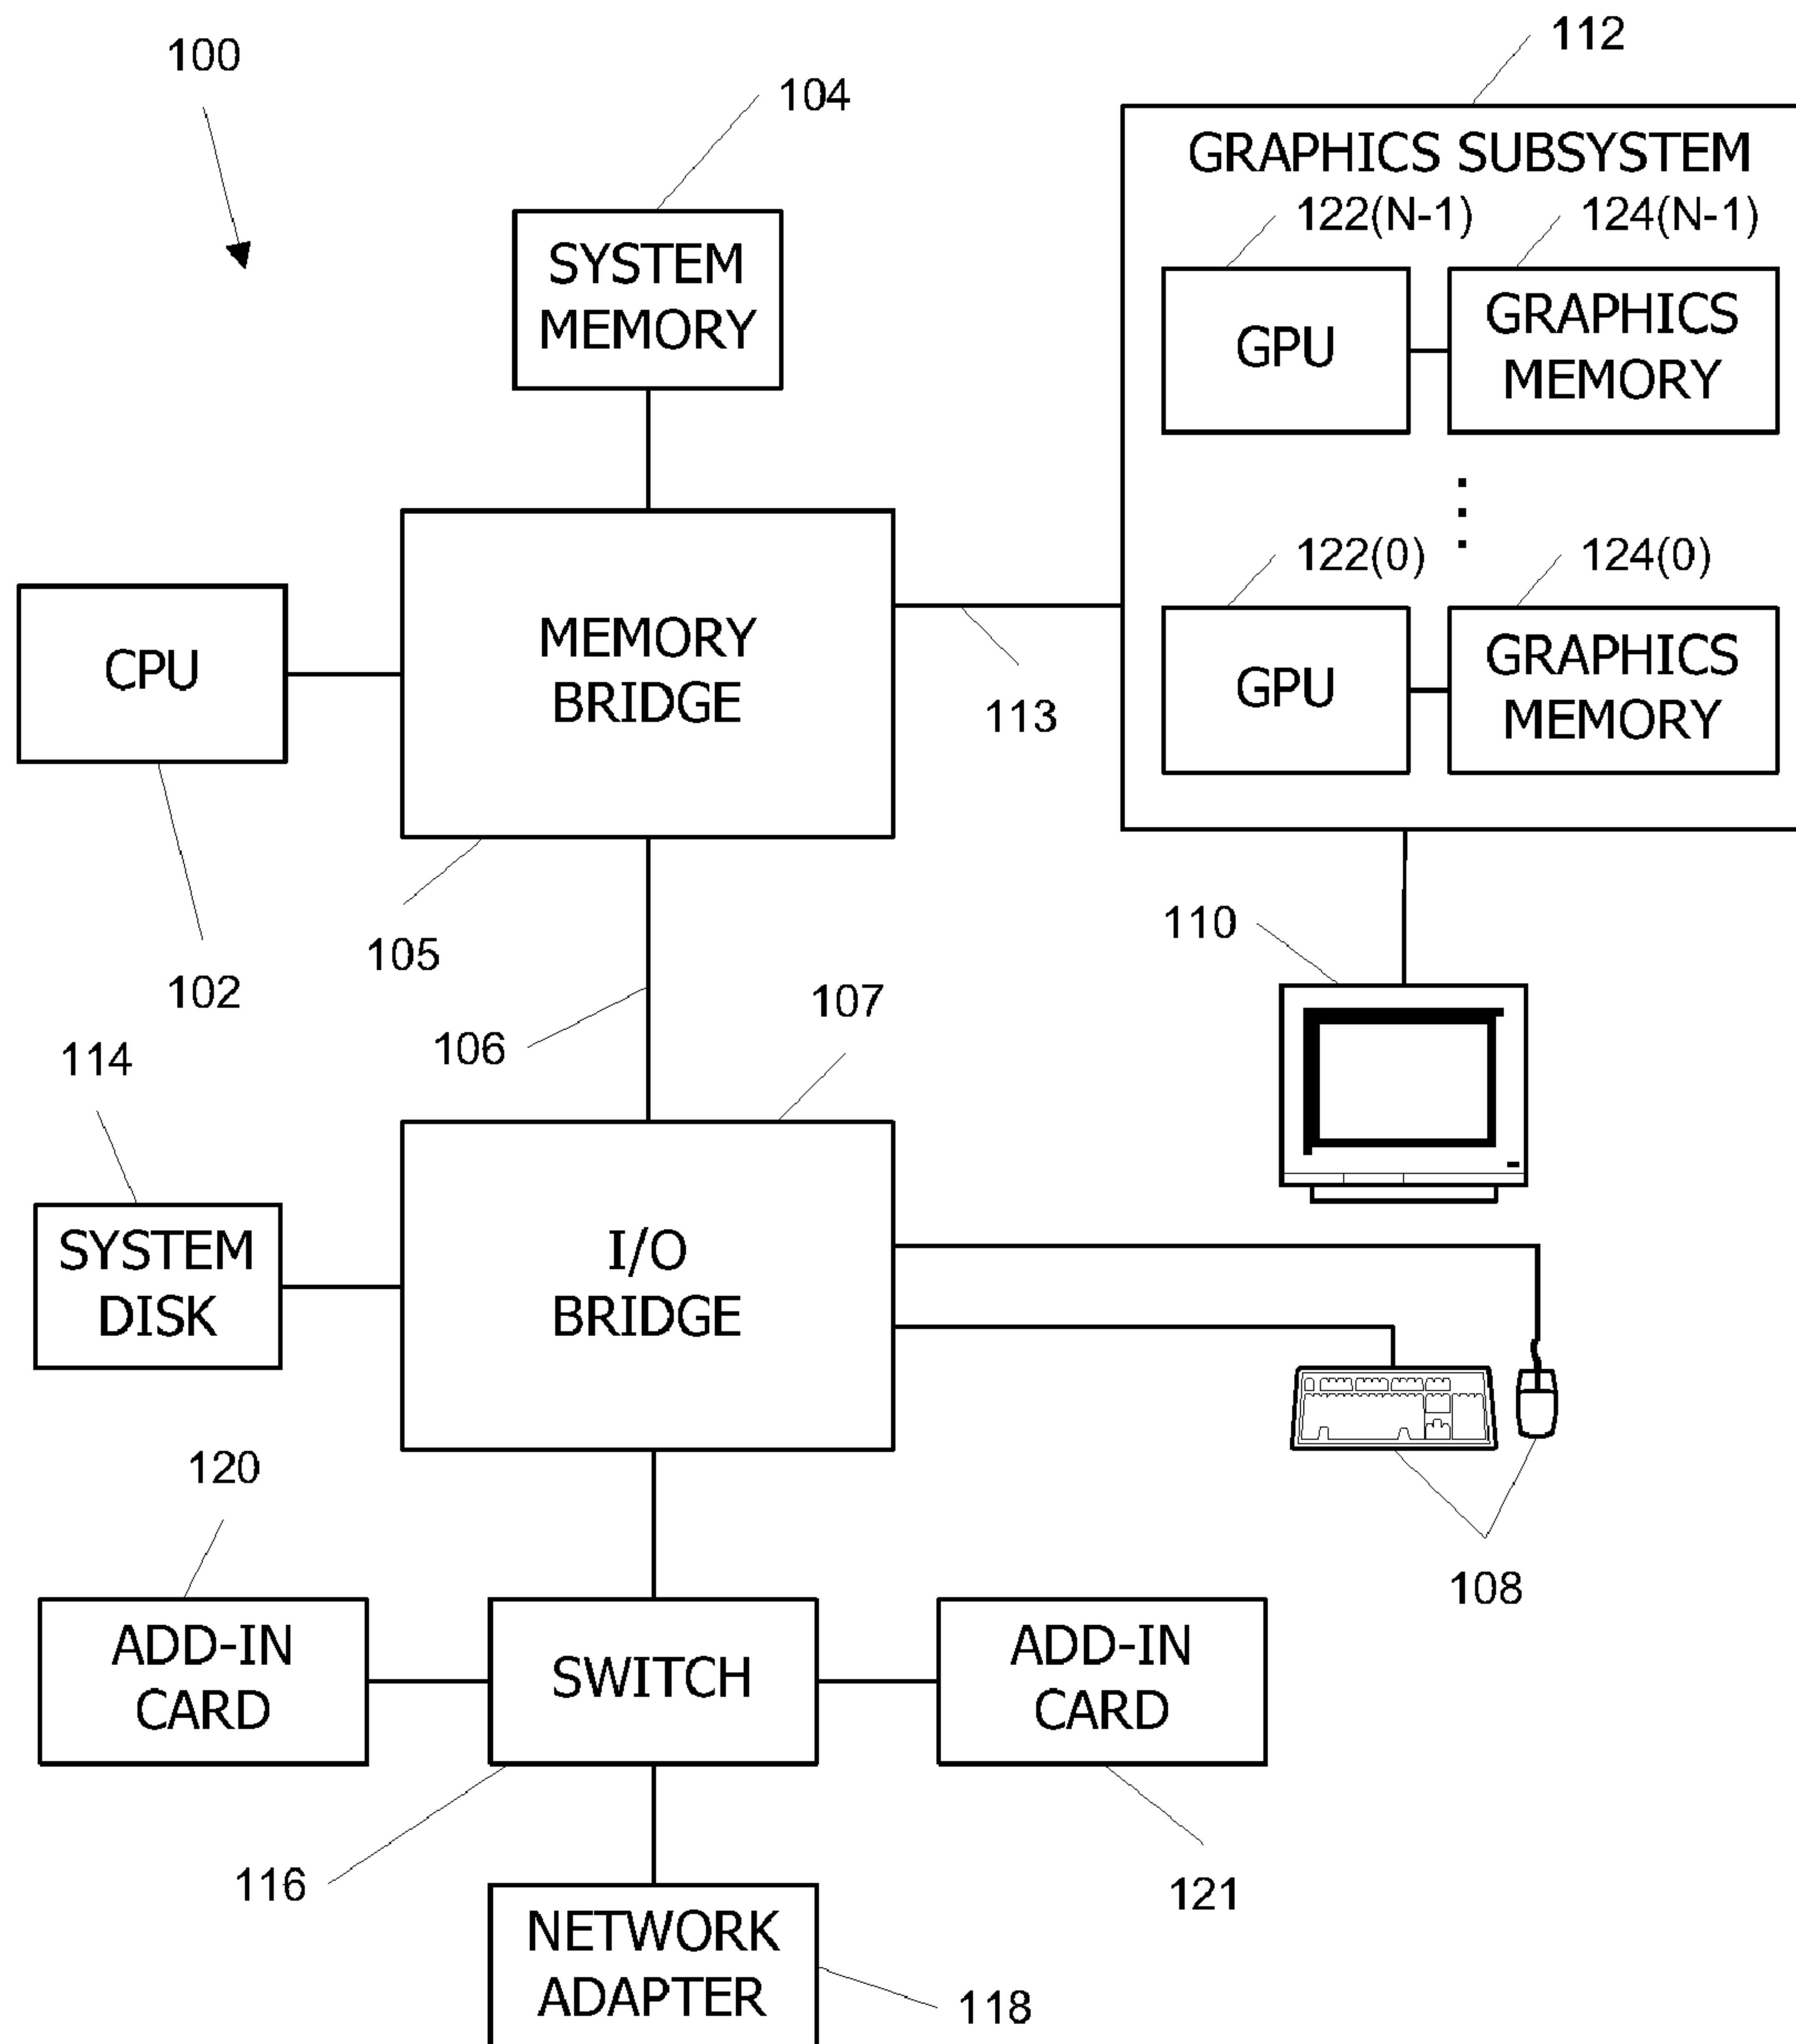 112
100
104
GRAPHICS SUBSYSTEM
122(N-1)
124(N-1)
SYSTEM
MEMORY
GPU
GRAPHICS
MEMORY
122(0)
124(0)
CPU
MEMORY
BRIDGE
GPU
GRAPHICS
MEMORY
113
105
110
102
107
106
114
SYSTEM
DISK
I/O
BRIDGE
120
108
ADD-IN
CARD
SWITCH
ADD-IN
CARD
116
121
NETWORK
ADAPTER
118